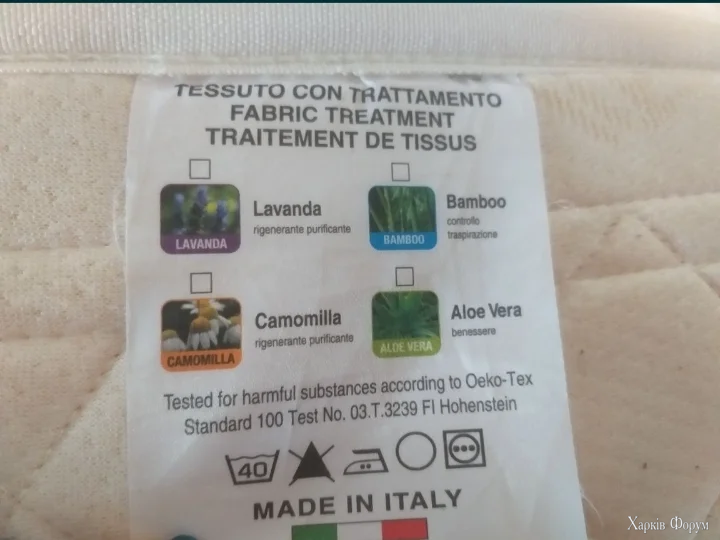 TESSUTO CON TRATTAMENTO
FABRIC TREATMENT
TRAITEMENT DE TISSUS
Lavanda
rigenerante purificante
LAVANDA
Bamboo
controllo
traspirazione
BAMBOO
Camomilla
rigenerante purificante
CAMOMILLA
Aloe Vera
benessere
ALOE VERA
Tested for harmful substances according to Oeko-Tex
Standard 100 Test No. 03.T.3239 FI Hohenstein
40
MADE IN ITALY
Харків Форум